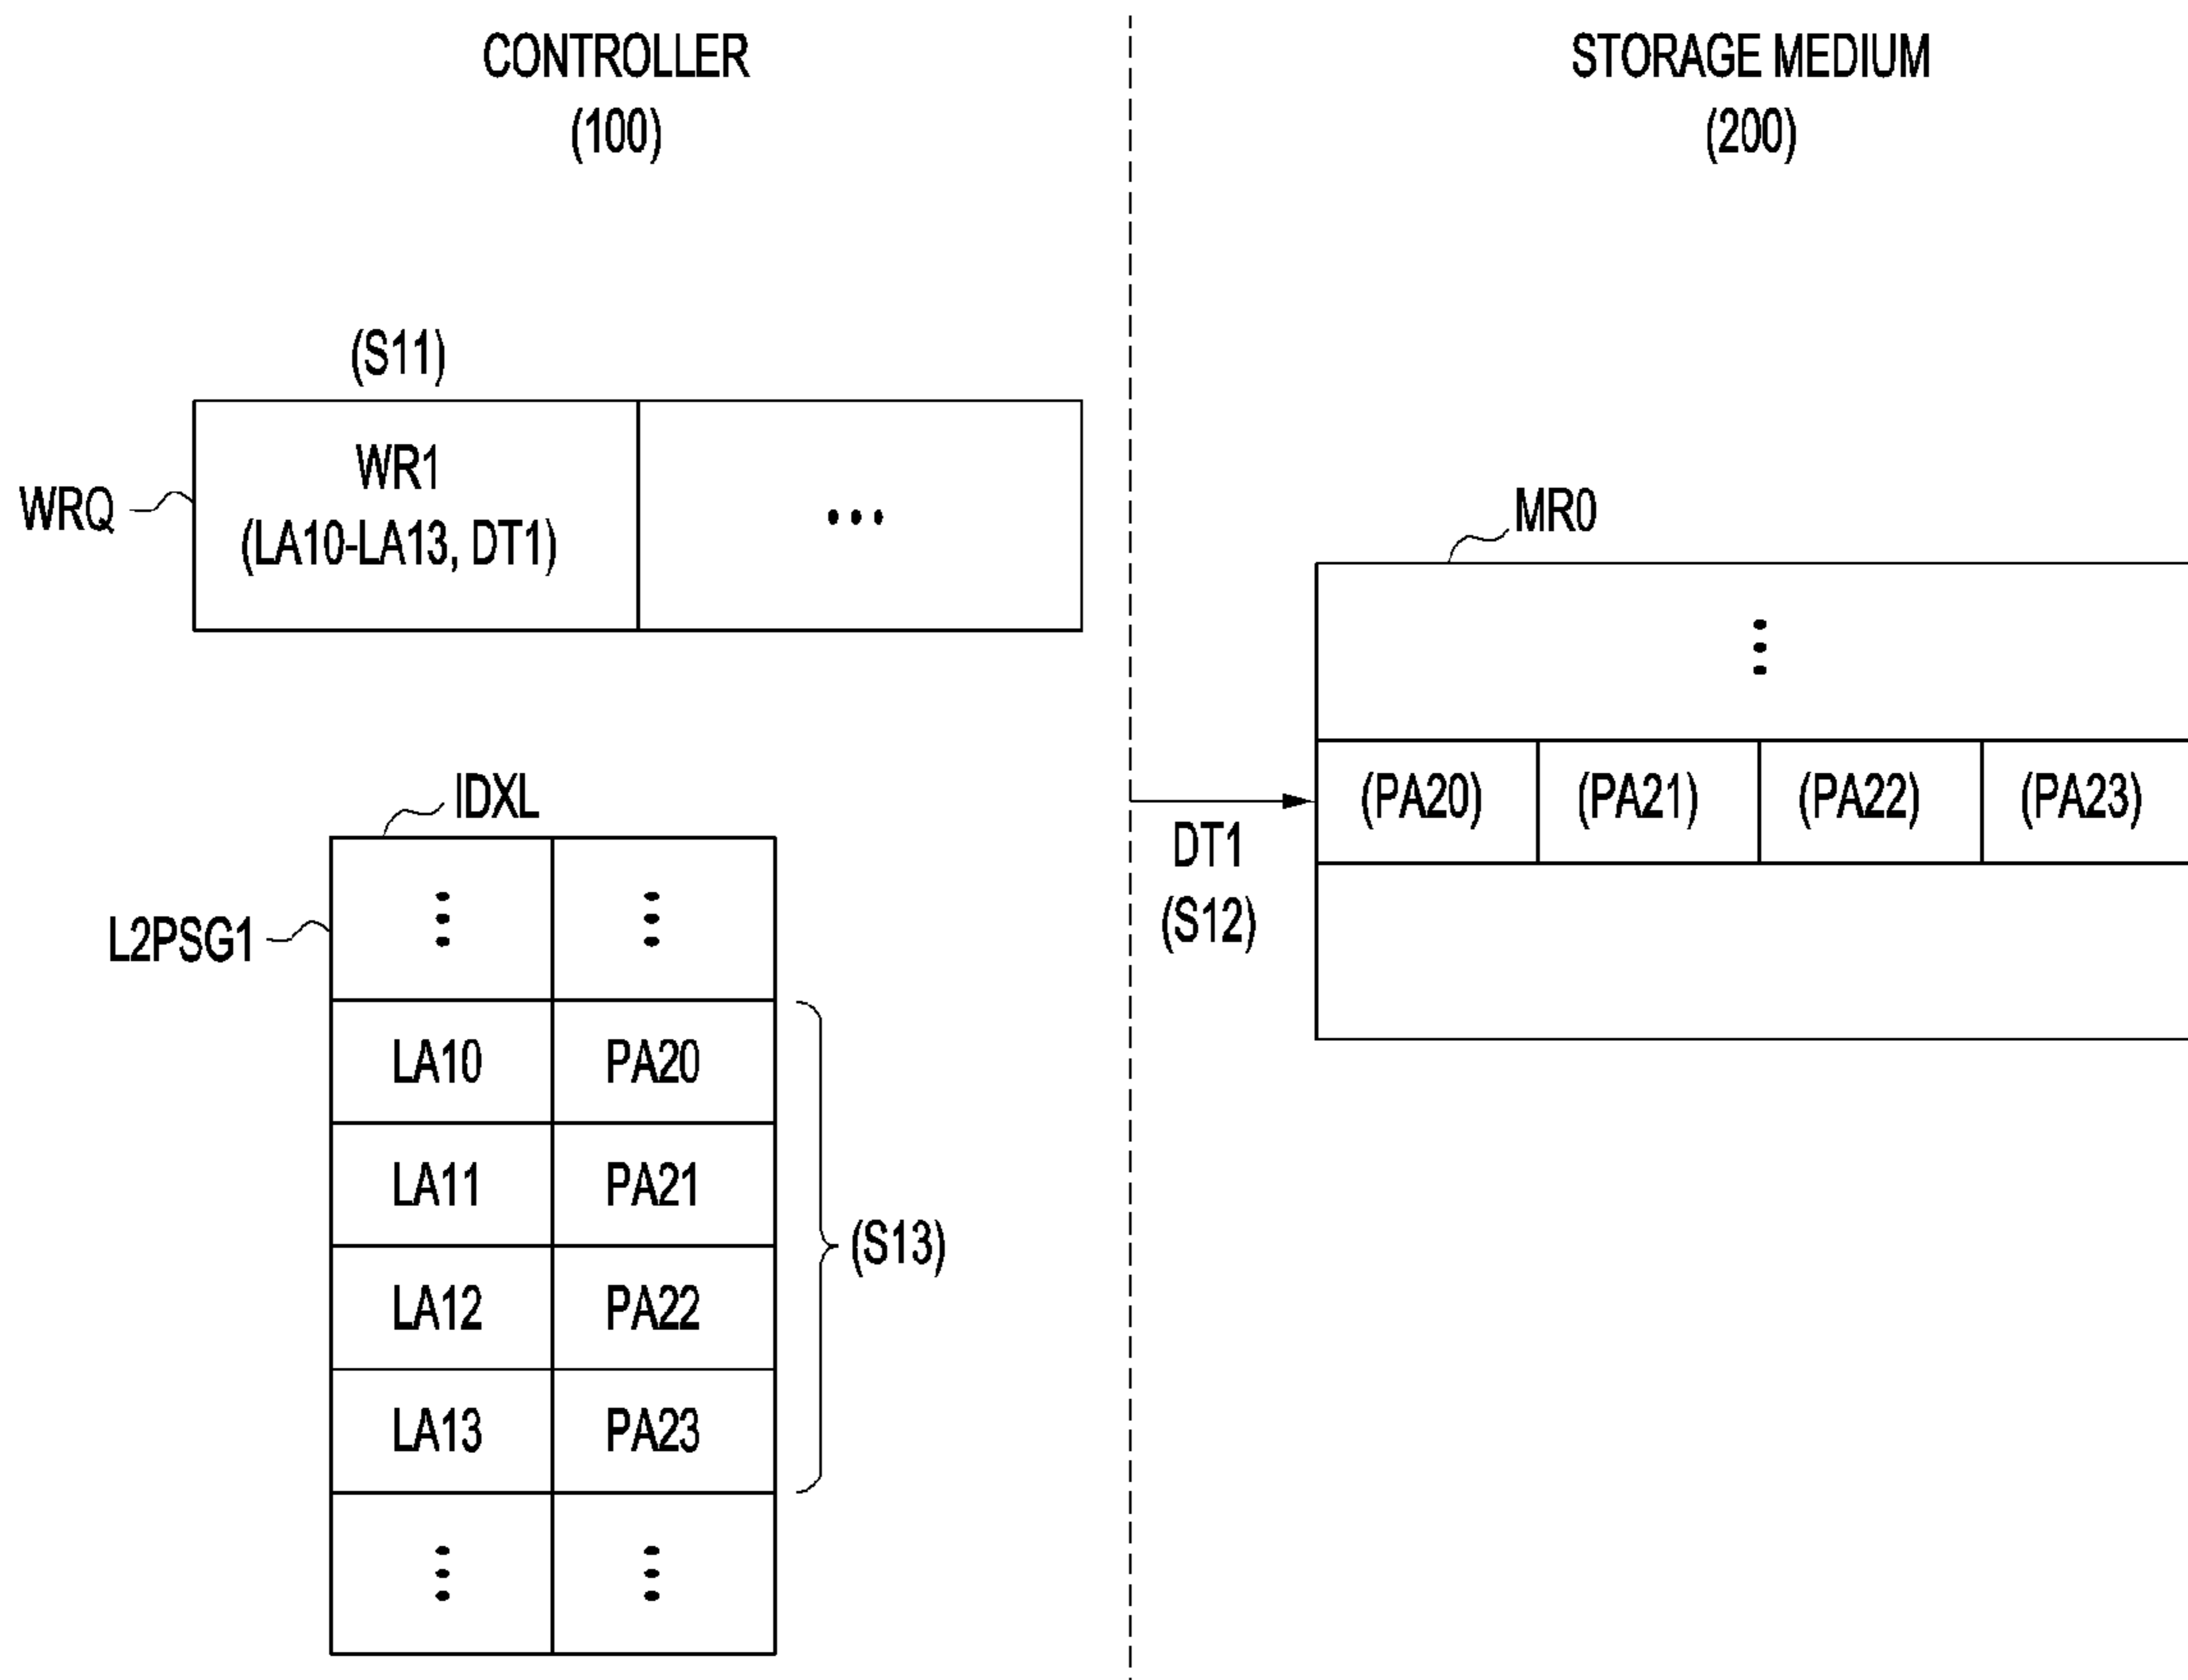 CONTROLLER
(100)
STORAGE MEDIUM
(200)
(S11)
WRQ
WR1
(LA10-LA13, DT1)
•••
MR0
(PA20)
(PA21)
(PA22)
(PA23)
DT1
(S12)
IDXL
L2PSG1
LA10
PA20
LA11
PA21
LA12
PA22
LA13
PA23
(S13)